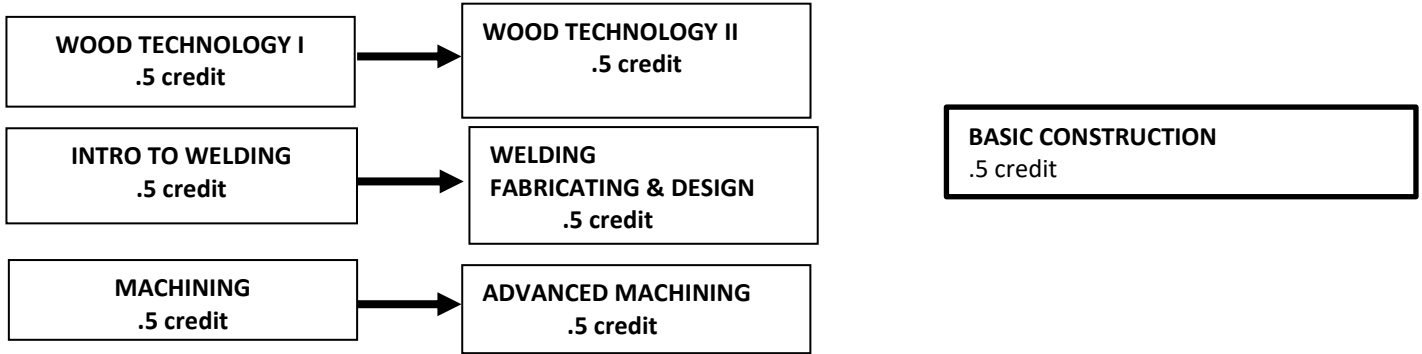 WOOD TECHNOLOGY I
.5 credit
WOOD TECHNOLOGY II
.5 credit
INTRO TO WELDING
.5 credit
WELDING
FABRICATING & DESIGN
.5 credit
MACHINING
.5 credit
ADVANCED MACHINING
.5 credit
BASIC CONSTRUCTION
.5 credit